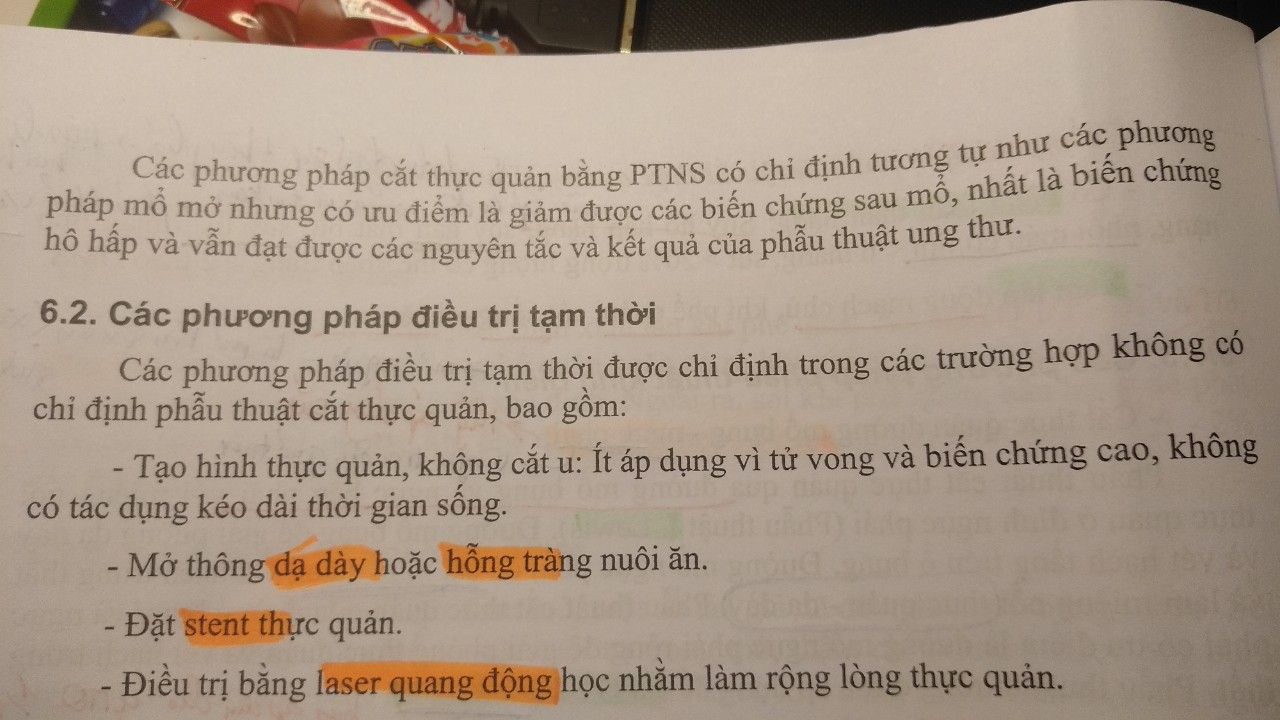 Các phương pháp cắt thực quản bằng PTNS có chỉ định tương tự như các phương
pháp mổ mở nhưng có ưu điểm là giảm được các biến chứng sau mổ, nhất là biến chứng
hô hấp và vẫn đạt được các nguyên tắc và kết quả của phẫu thuật ung thư.
6.2. Các phương pháp điều trị tạm thời
Các phương pháp điều trị tạm thời được chỉ định trong các trường hợp không có
chỉ định phẫu thuật cắt thực quản, bao gồm:
- Tạo hình thực quản, không cắt u: Ít áp dụng vì tử vong và biến chứng cao, không
có tác dụng kéo dài thời gian sống.
- Mở thông dạ dày hoặc hỗng tràng nuôi ăn.
- Đặt stent thực quản.
- Điều trị bằng laser quang động học nhằm làm rộng lòng thực quản.